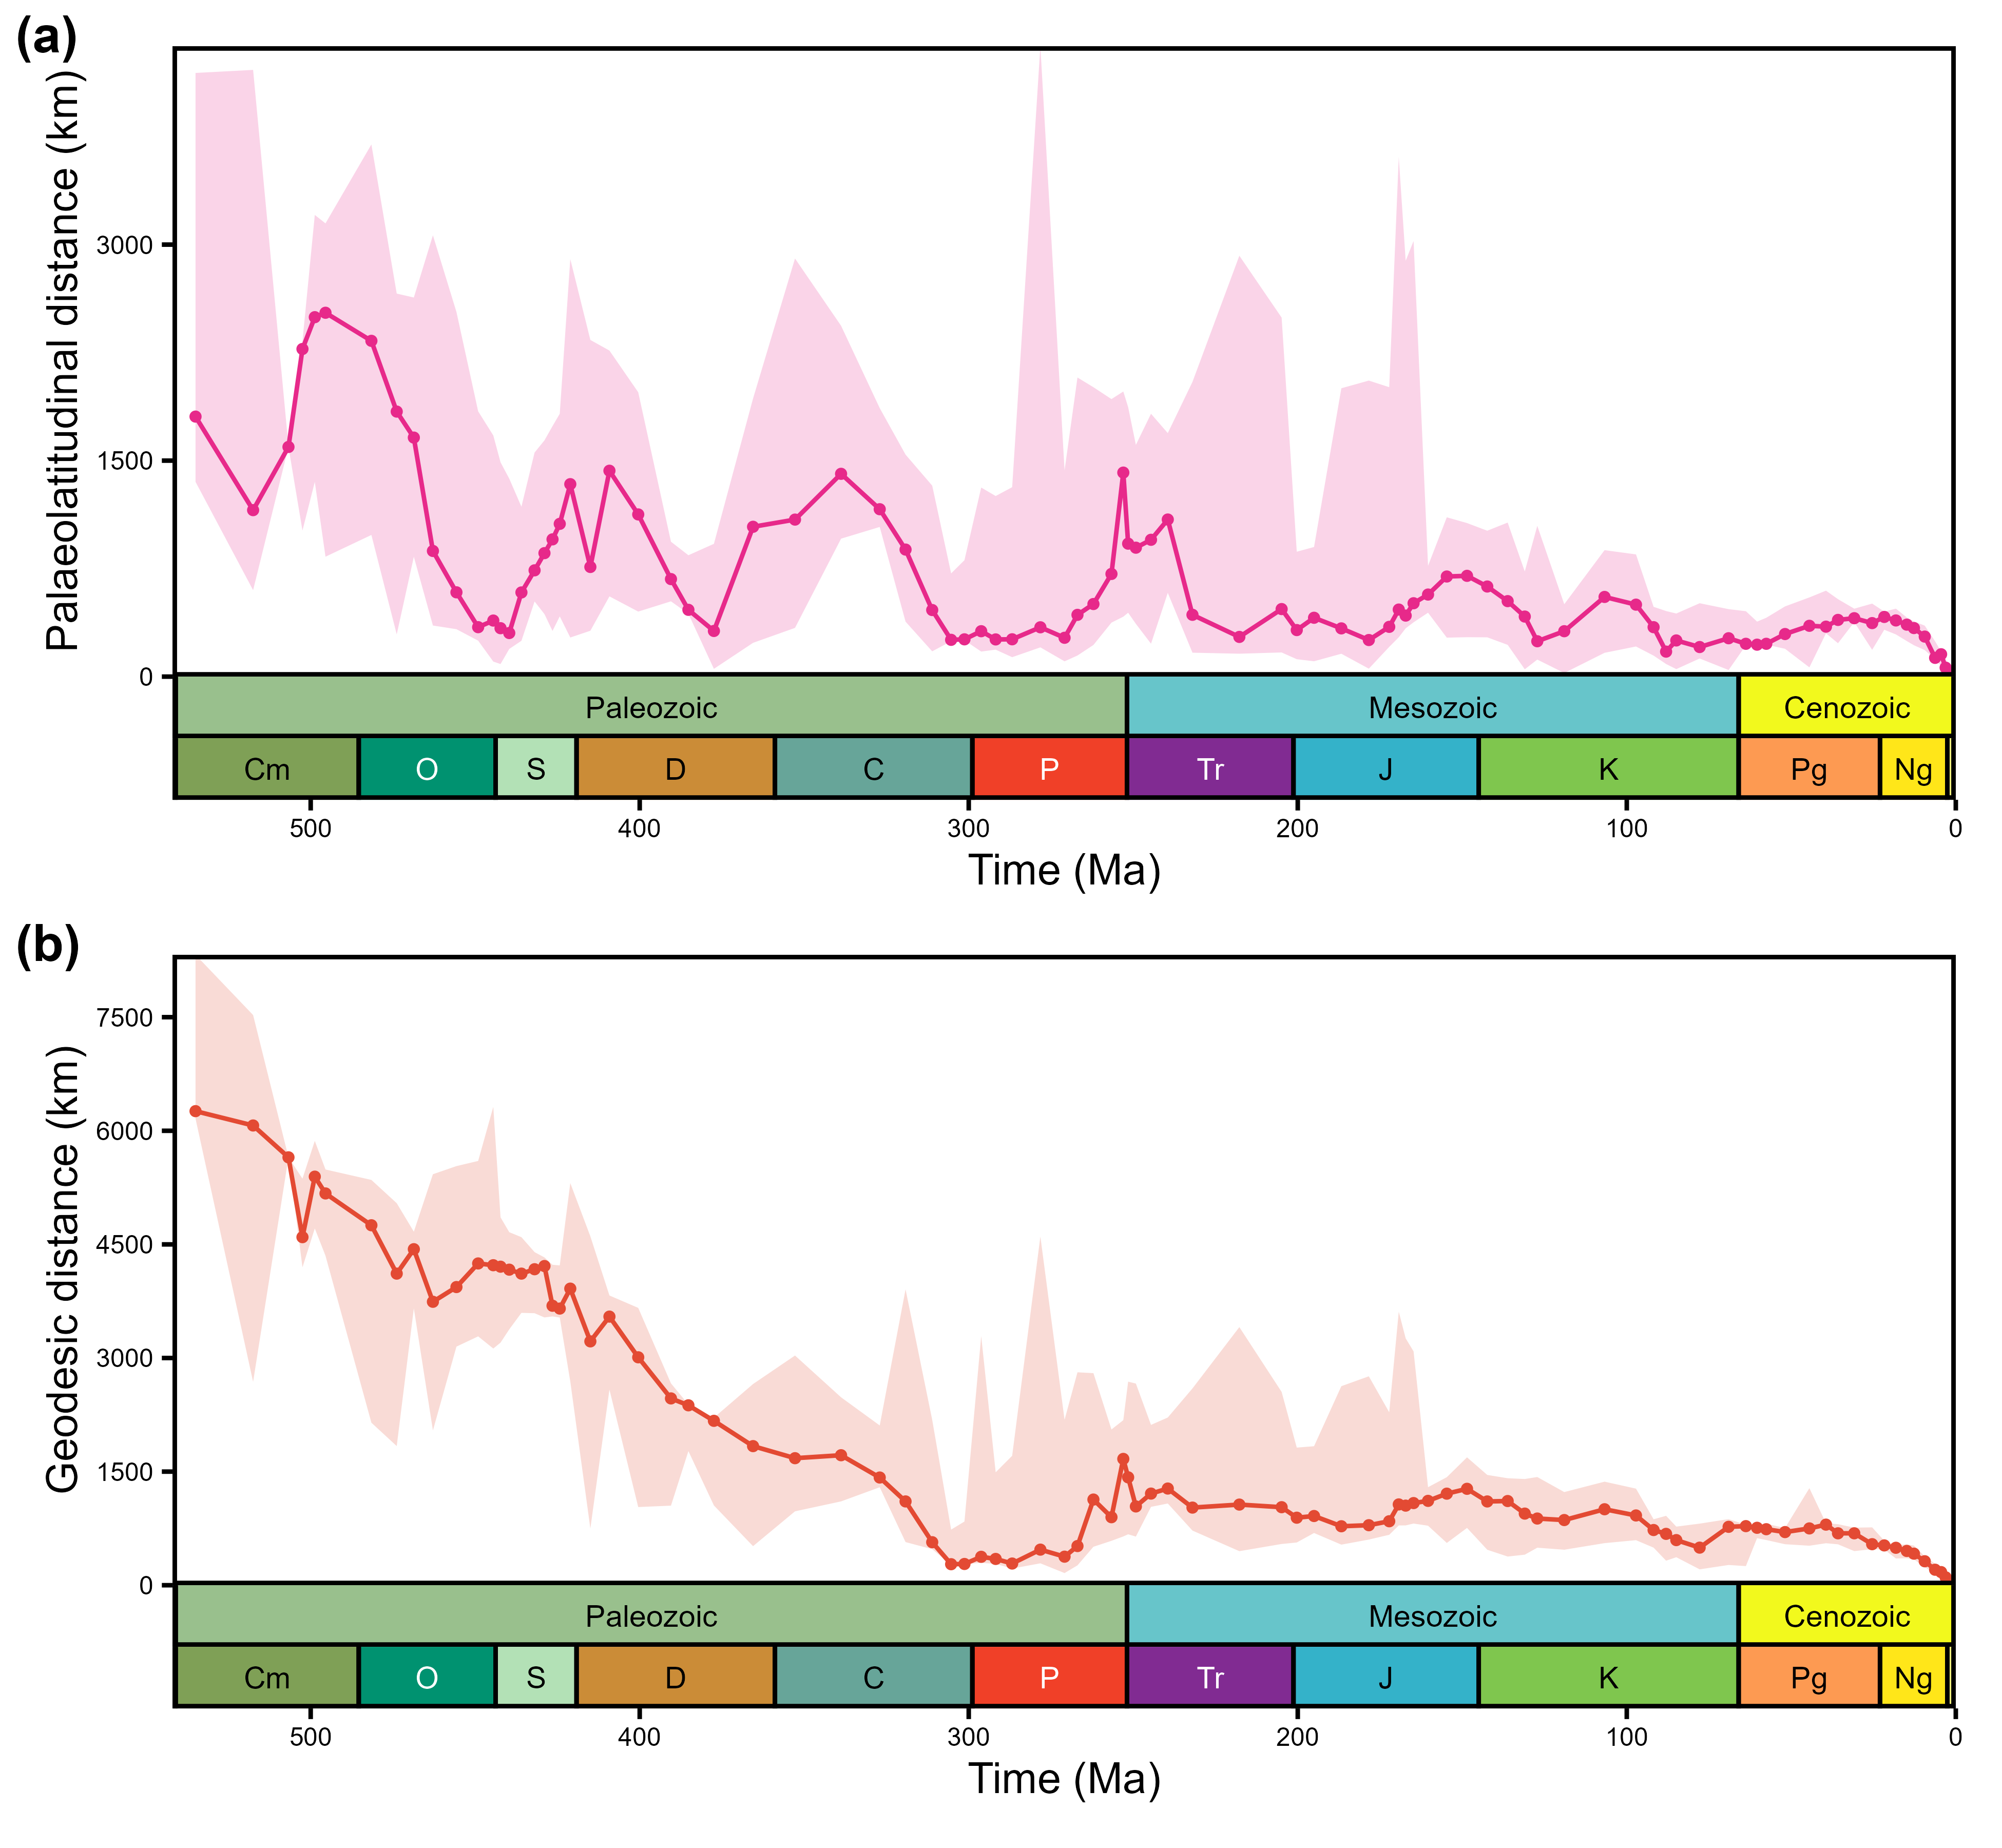 (a)
Palaeolatitudinal distance (km)
3000
1500
0
Paleozoic Mesozoic Cenozoic
Cm O S D C P Tr J K Pg Ng
500 400 300 200 100 0
Time (Ma)
(b)
Geodesic distance (km)
7500
6000
4500
3000
1500
0
Paleozoic Mesozoic Cenozoic
Cm O S D C P Tr J K Pg Ng
500 400 300 200 100 0
Time (Ma)